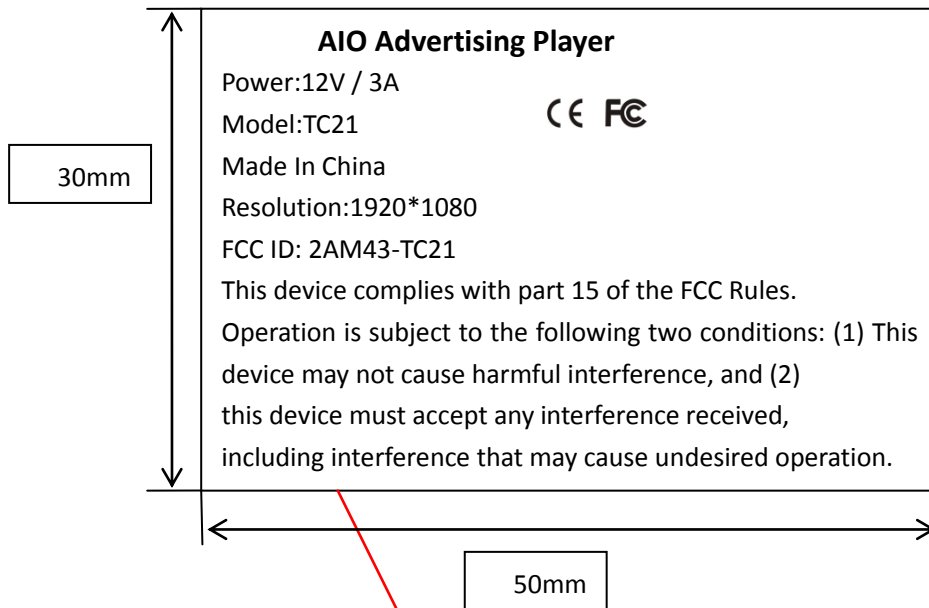 AIO Advertising Player
Power:12V / 3A
Model:TC21
CE FC
Made In China
30mm
Resolution:1920*1080
FCC ID: 2AM43-TC21
This device complies with part 15 of the FCC Rules.
Operation is subject to the following two conditions: (1) This
device may not cause harmful interference, and (2)
this device must accept any interference received,
including interference that may cause undesired operation.
50mm